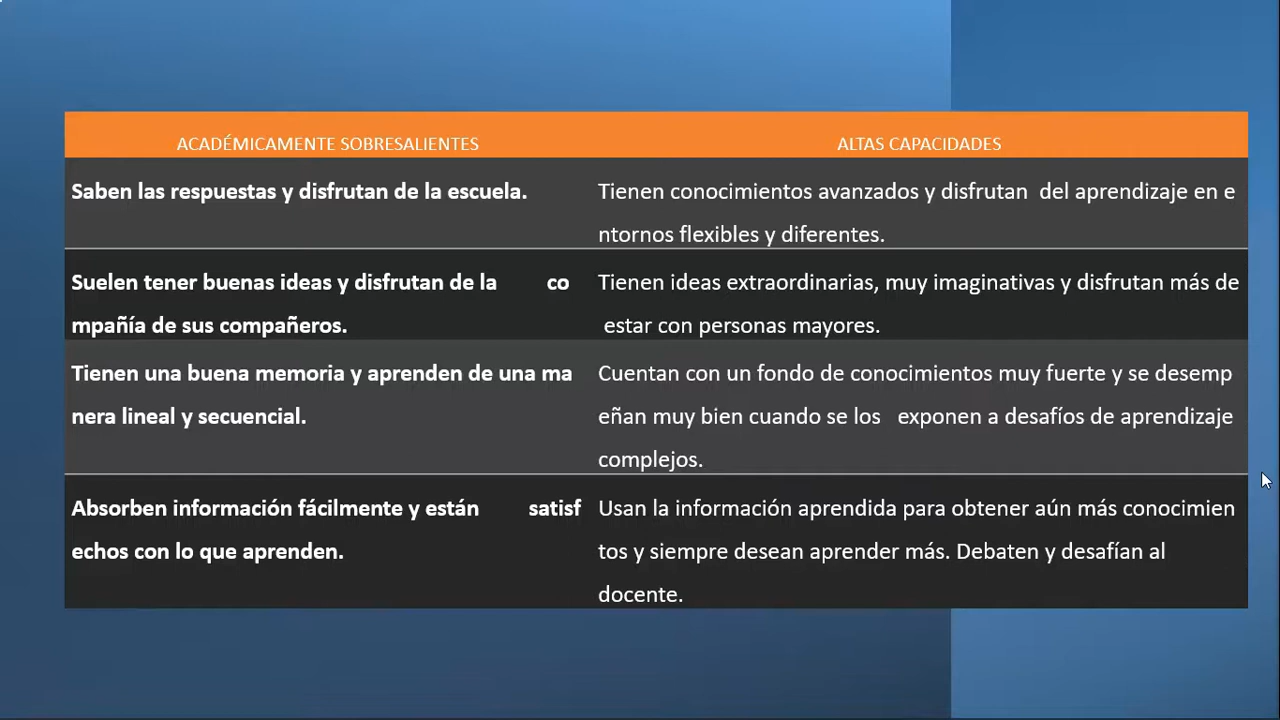 ACADÉMICAMENTE SOBRESALIENTES
ALTAS CAPACIDADES
Saben las respuestas y disfrutan de la escuela.
Tienen conocimientos avanzados y disfrutan  del aprendizaje en e
ntornos flexibles y diferentes.
Suelen tener buenas ideas y disfrutan de la co
mpañía de sus compañeros.
Tienen ideas extraordinarias, muy imaginativas y disfrutan más de
estar con personas mayores.
Tienen una buena memoria y aprenden de una ma
nera lineal y secuencial.
Cuentan con un fondo de conocimientos muy fuerte y se desemp
eñan muy bien cuando se los exponen a desafíos de aprendizaje
complejos.
Absorben información fácilmente y están satisf
echos con lo que aprenden.
Usan la información aprendida para obtener aún más conocimien
tos y siempre desean aprender más. Debaten y desafían al
docente.